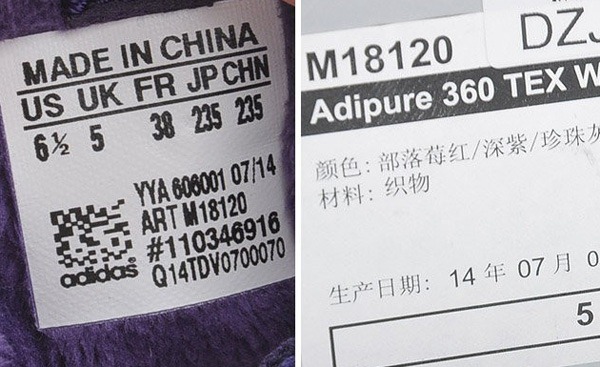 MADE IN CHINA
US UK FR JP CHN
6½ 5 38 235 235
YYA 606001 07/14
ART M18120
#110346916
Q14TDV0700070
adidas
DZJ
M18120
Adipure 360 TEX W
颜色: 部落莓红/深紫/珍珠灰
材料: 织物
生产日期: 14 年 07 月 0
5